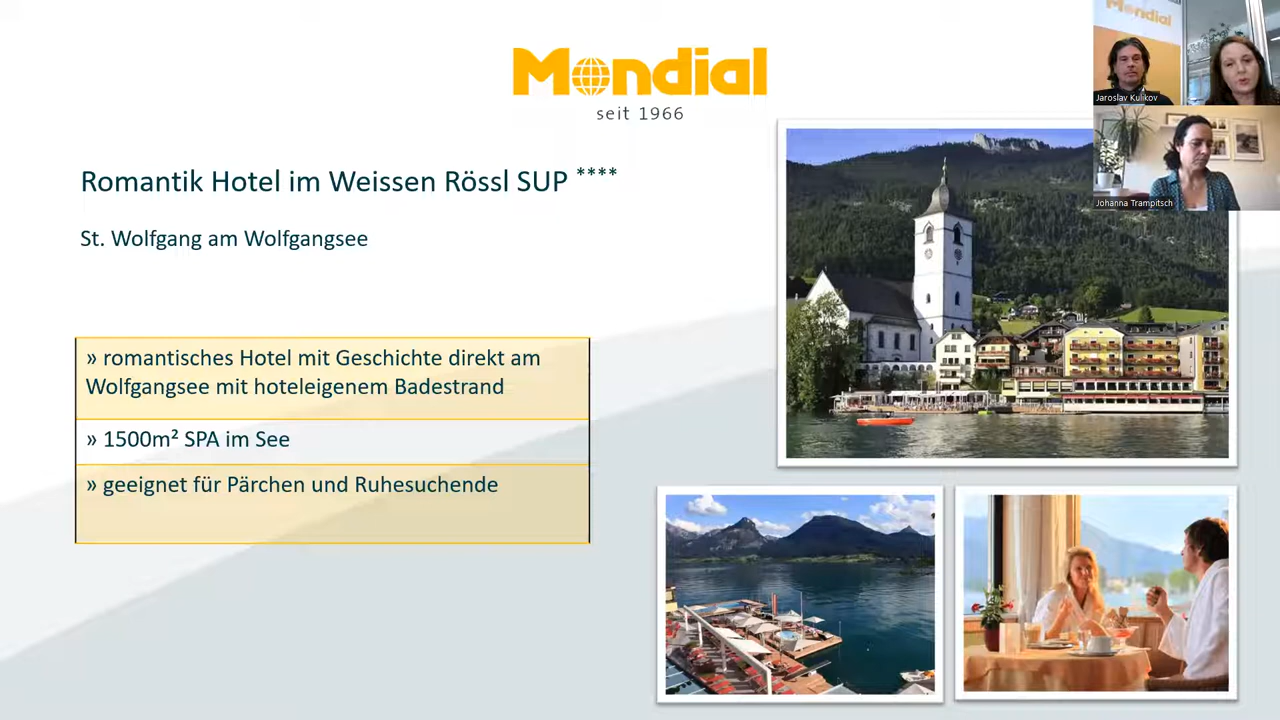 Mondial
seit 1966
Romantik Hotel im Weissen Rössl SUP ****
St. Wolfgang am Wolfgangsee
» romantisches Hotel mit Geschichte direkt am
Wolfgangsee mit hoteleigenem Badestrand
» 1500m² SPA im See
» geeignet für Pärchen und Ruhesuchende
Mondial
Jaroslav Kulikov
Johanna Trampitsch